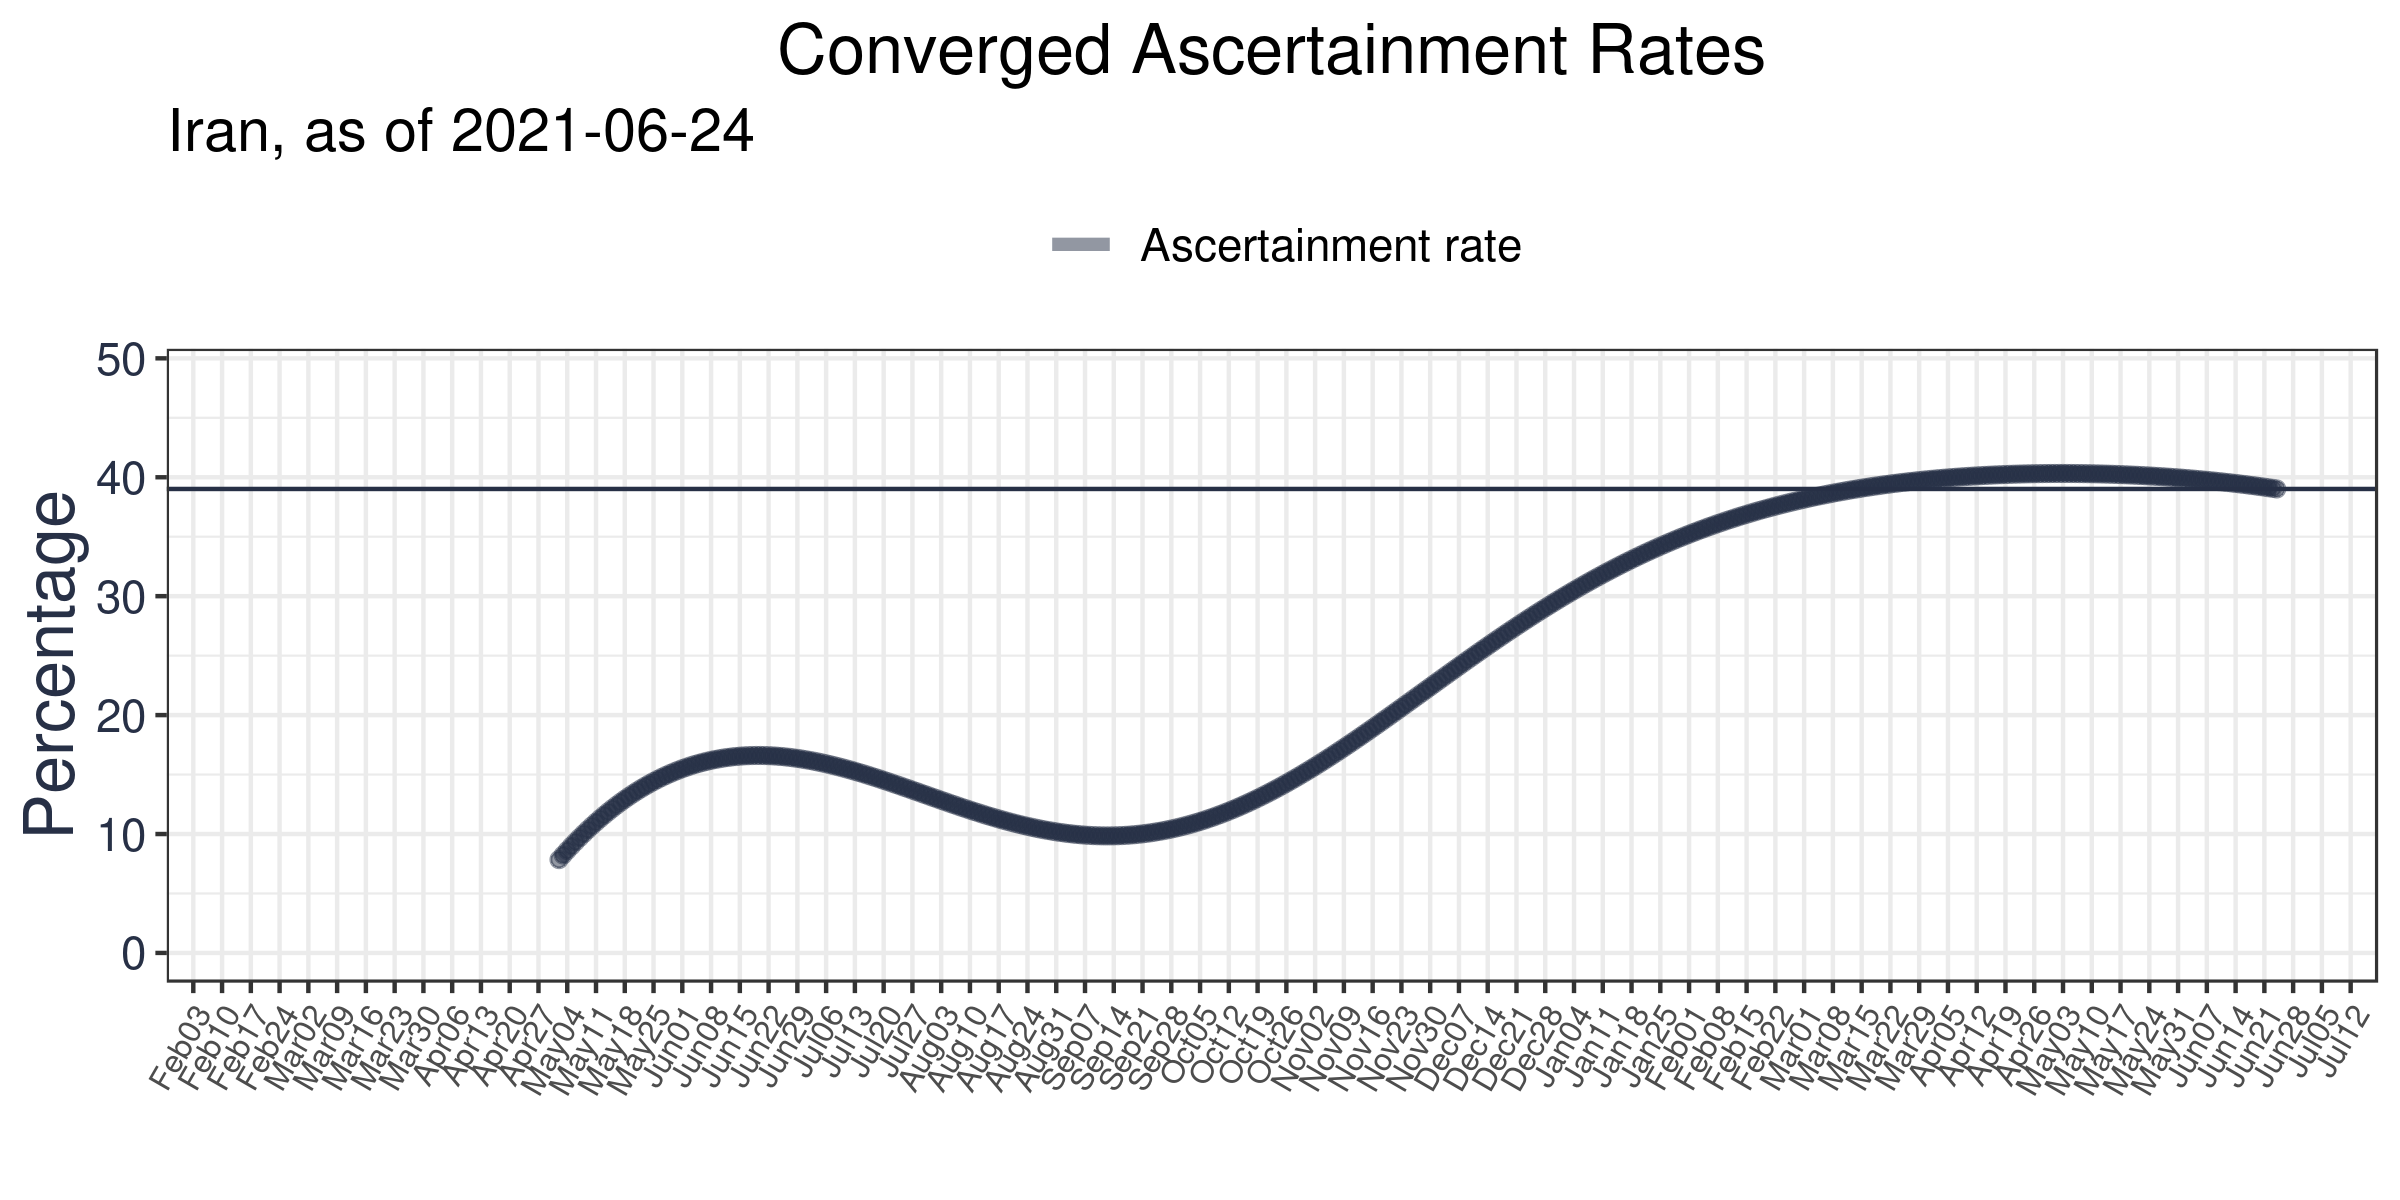 Converged Ascertainment Rates
Iran, as of 2021-06-24
Ascertainment rate
Percentage
50
40
30
20
10
0
Feb03
Feb10
Feb17
Feb24
Mar02
Mar09
Mar16
Mar23
Mar30
Apr06
Apr13
Apr20
Apr27
May04
May11
May18
May25
Jun01
Jun08
Jun15
Jun22
Jun29
Jul06
Jul13
Jul20
Jul27
Aug03
Aug10
Aug17
Aug24
Aug31
Sep07
Sep14
Sep21
Sep28
Oct05
Oct12
Oct19
Oct26
Nov02
Nov09
Nov16
Nov23
Nov30
Dec07
Dec14
Dec21
Dec28
Jan04
Jan11
Jan18
Jan25
Feb01
Feb08
Feb15
Feb22
Mar01
Mar08
Mar15
Mar22
Mar29
Apr05
Apr12
Apr19
Apr26
May03
May10
May17
May24
May31
Jun07
Jun14
Jun21
Jun28
Jul05
Jul12